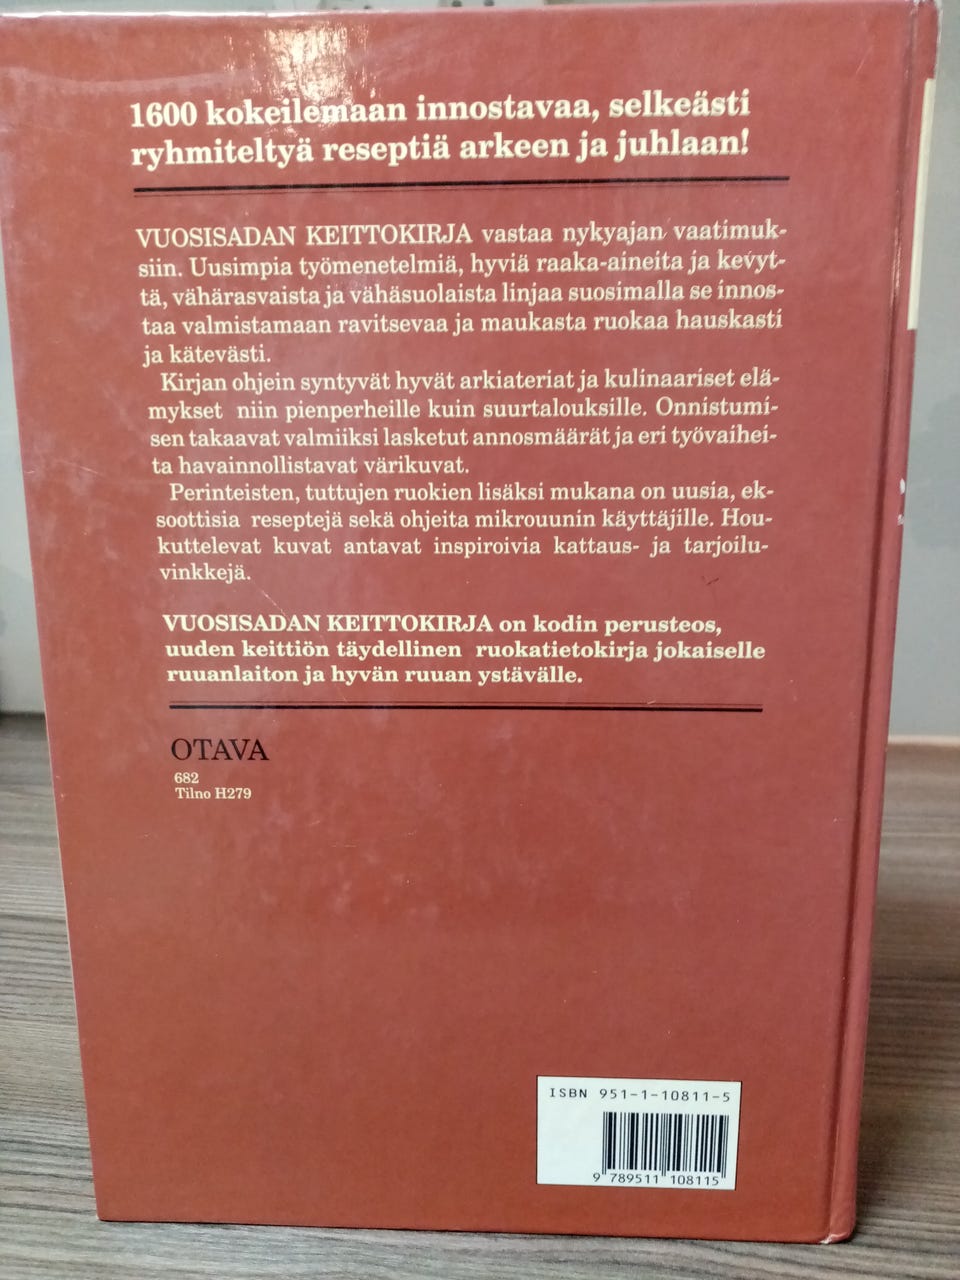 1600 kokeilemaan innostavaa, selkeästi
ryhmiteltyä reseptiä arkeen ja juhlaan!
VUOSISADAN KEITTOKIRJA vastaa nykyajan vaatimuk-
siin. Uusimpia työmenetelmiä, hyviä raaka-aineita ja kevyt-
tä, vähärasvaista ja vähäsuolaista linjaa suosimalla se innos-
taa valmistamaan ravitsevaa ja maukasta ruokaa hauskasti
ja kätevästi.
Kirjan ohjein syntyvät hyvät arkiateriat ja kulinaariset elä-
mykset niin pienperheille kuin suurtalouksille. Onnistumi-
sen takaavat valmiiksi lasketut annosmäärät ja eri työvaihei-
ta havainnollistavat värikuvat.
Perinteisten, tuttujen ruokien lisäksi mukana on uusia, ek-
soottisia reseptejä sekä ohjeita mikrouunin käyttäjille. Hou-
kuttelevat kuvat antavat inspiroivia kattaus- ja tarjoilu-
vinkkejä.
VUOSISADAN KEITTOKIRJA on kodin perusteos,
uuden keittiön täydellinen ruokatietokirja jokaiselle
ruuanlaiton ja hyvän ruuan ystävälle.
OTAVA
682
Tilno H279
ISBN 951-1-10811-5
9 789511 108115